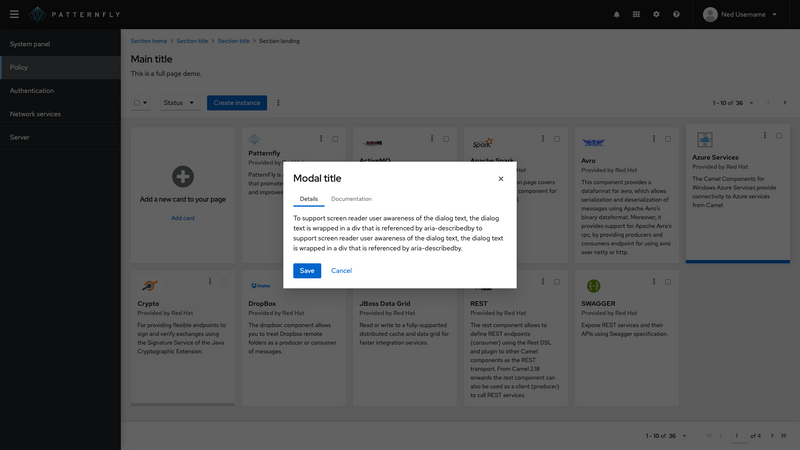 PATTERNFLY
Ned Username
System panel
Policy
Authentication
Network services
Server
Section home > Section title > Section title > Section landing
Main title
This is a full page demo.
Status
Create instance
1 - 10 of 36
Add a new card to your page
Add card
Patternfly
Provided by Red Hat
PatternFly is
that promote
and improve
ActiveMQ
Spark
Apache Spark
page covers
ponent for
Avro
Provided by Red Hat
This component provides a
dataformat for avro, which allows
serialization and deserialization of
messages using Apache Avro's
binary dataformat. Moreover, it
provides support for Apache Avro's
rpc, by providing producers and
consumers endpoint for using avro
over netty or http.
Azure Services
Provided by Red Hat
The Camel Components for
Windows Azure Services provide
connectivity to Azure services
from Camel.
Modal title
Details
Documentation
To support screen reader user awareness of the dialog text, the dialog
text is wrapped in a div that is referenced by aria-describedby to
support screen reader user awareness of the dialog text, the dialog text
is wrapped in a div that is referenced by aria-describedby.
Save
Cancel
Crypto
Provided by Red Hat
For providing flexible endpoints to
sign and verify exchanges using
the Signature Service of the Java
Cryptographic Extension.
Dropbox
DropBox
Provided by Red Hat
The dropbox component allows
you to treat Dropbox remote
folders as a producer or consumer
of messages.
JBoss Data Grid
Provided by Red Hat
Read or write to a fully-supported
distributed cache and data grid for
faster integration services.
REST
Provided by Red Hat
The rest component allows to
define REST endpoints
(consumer) using the Rest DSL
and plugin to other Camel
components as the REST
transport. From Camel 2.18
onwards the rest component can
also be used as a client (producer)
to call REST services.
SWAGGER
Provided by Red Hat
Expose REST services and their
APIs using Swagger specification.
1 - 10 of 36
1
of 4